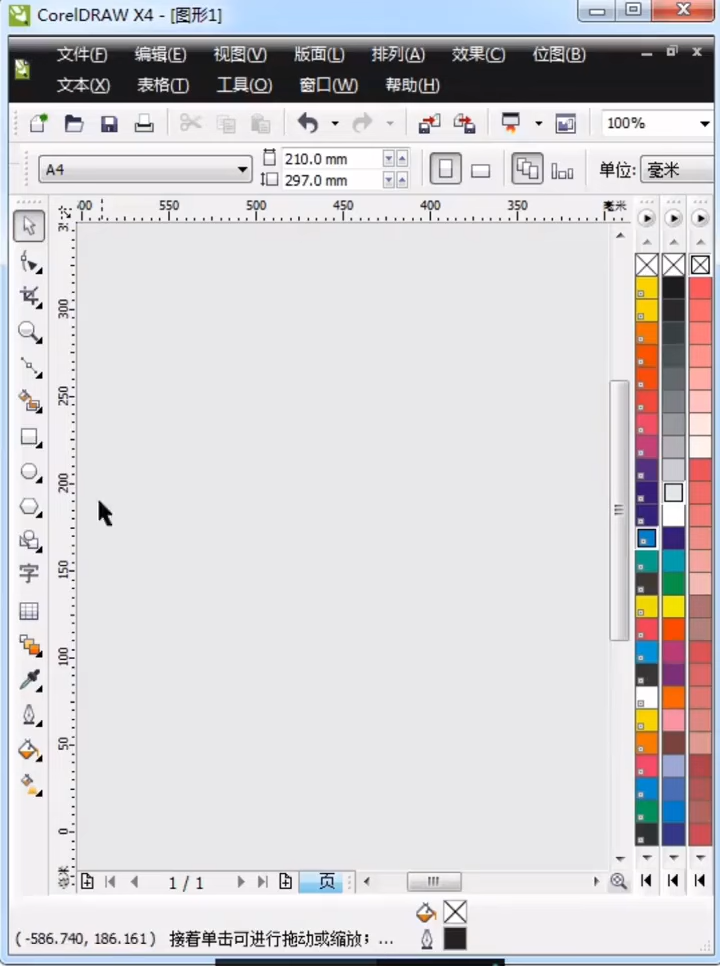 CorelDRAW X4 - [图形1]
文件(F) 编辑(E) 视图(V) 版面(L) 排列(A) 效果(C) 位图(B)
文本(X) 表格(T) 工具(O) 窗口(W) 帮助(H)
100%
A4
210.0 mm
297.0 mm
单位: 毫米
00 550 500 450 400 350 毫米
300
250
200
150
100
50
0
毫米
字
1 / 1
页
( -586.740, 186.161 ) 接着单击可进行拖动或缩放; ...